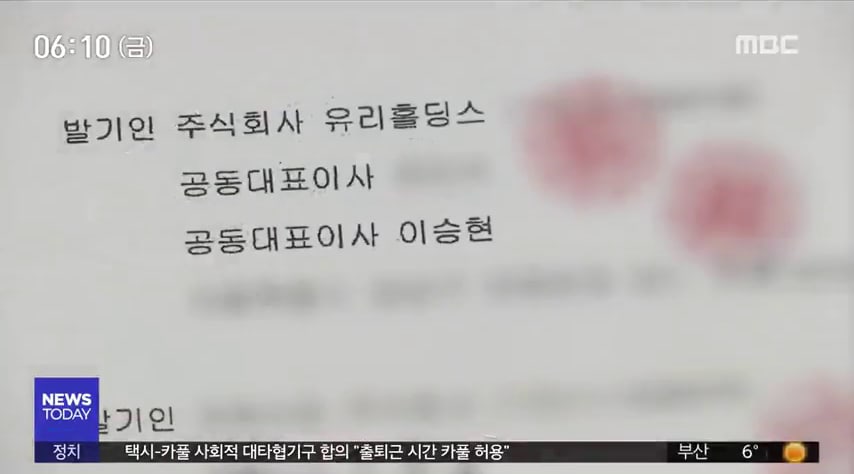 06:10 (금)
MBC
발기인 주식회사 유리홀딩스
공동대표이사
공동대표이사 이승현
NEWS
TODAY
발기인
정치 택시-카풀 사회적 대타협기구 합의 "출퇴근 시간 카풀 허용" 부산 6°